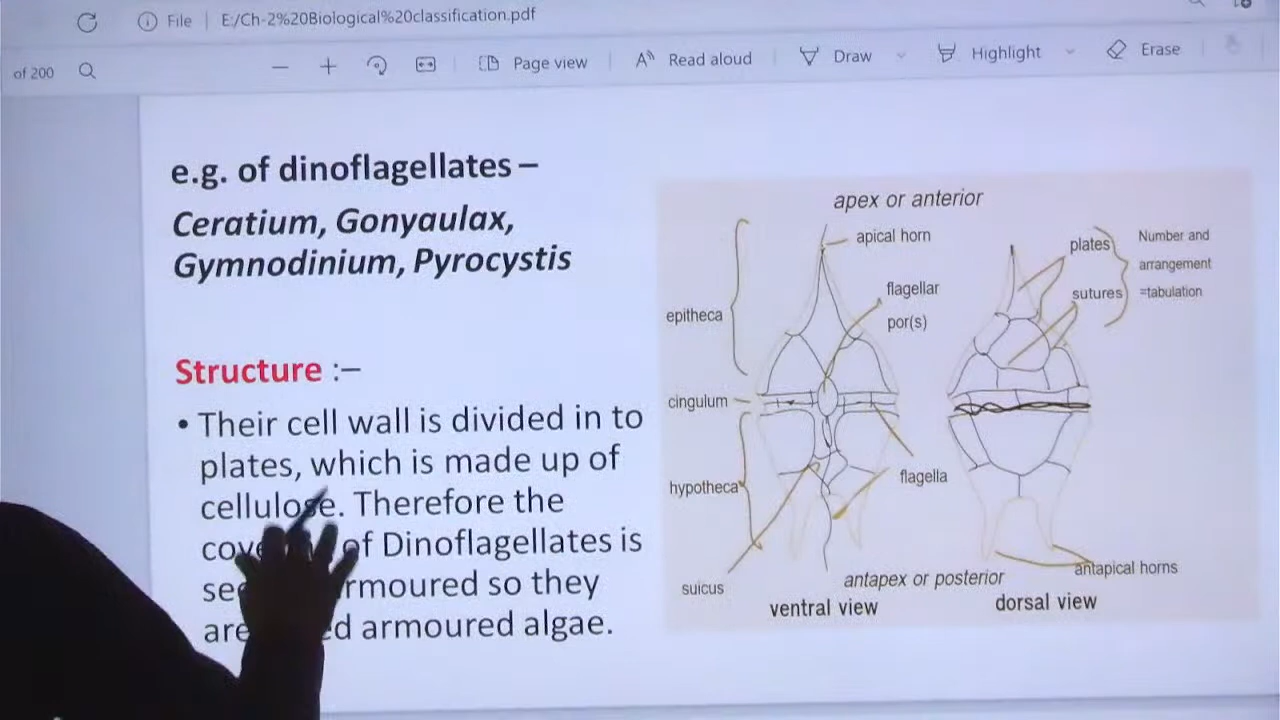 File | E:/Ch-2%20Biological%20classification.pdf
of 200
Page view
Read aloud
Draw
Highlight
Erase
e.g. of dinoflagellates –
Ceratium, Gonyaulax,
Gymnodinium, Pyrocystis
Structure :–
• Their cell wall is divided in to
plates, which is made up of
cellulose. Therefore the
of Dinoflagellates is
so they
are armoured algae.
apex or anterior
apical horn
flagellar
por(s)
epitheca
cingulum
hypotheca
flagella
suicus
antapex or posterior
ventral view
plates
sutures
Number and
arrangement
=tabulation
antapical horns
dorsal view